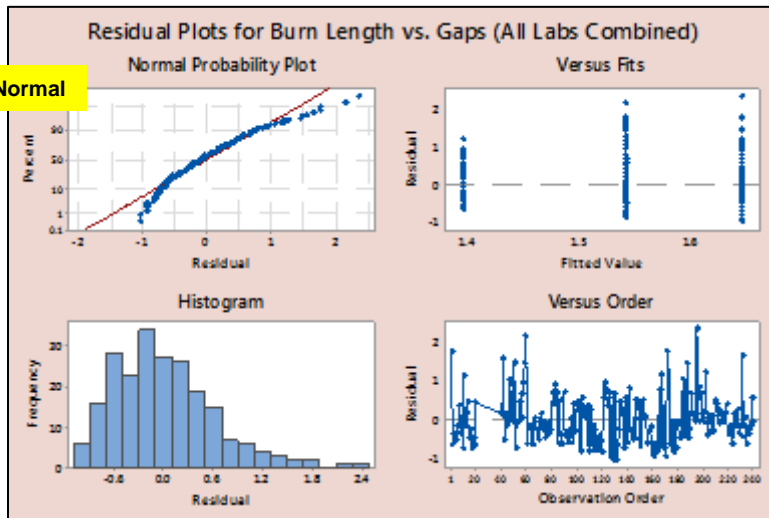 Residual Plots for Burn Length vs. Gaps (All Labs Combined)
Normal Probability Plot
Normal
Percent
90
50
10
1
0.1
-2 -1 0 1 2
Residual
Versus Fits
Residual
2
1
0
-1
1.4 1.5 1.6
Fitted Value
Histogram
Frequency
30
20
10
0
-0.6 0.0 0.6 1.2 1.8 2.4
Residual
Versus Order
Residual
2
1
0
-1
1 20 40 60 80 100 120 140 160 180 200 220 240
Observation Order